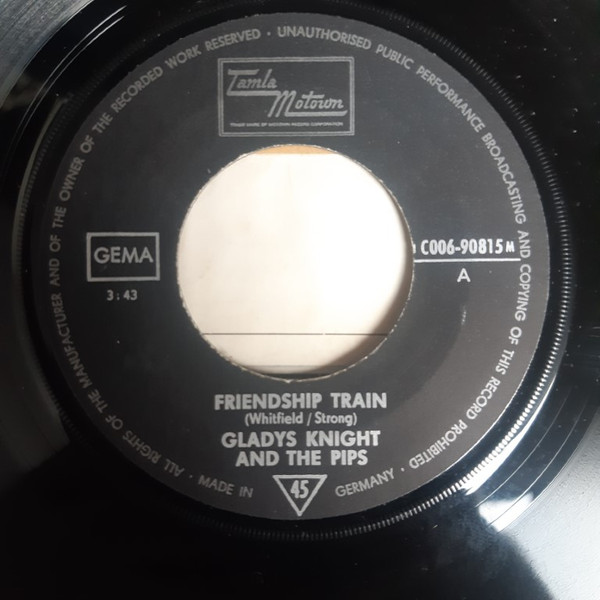 ALL RIGHTS OF THE MANUFACTURER AND OF THE OWNER OF THE RECORDED WORK RESERVED · UNAUTHORISED PUBLIC PERFORMANCE BROADCASTING AND COPYING OF THIS RECORD PROHIBITED ·
Tamla
Motown
TRADE MARK OF MOTOWN RECORD CORPORATION
GEMA
3:43
C006-90815 M
A
FRIENDSHIP TRAIN
(Whitfield / Strong)
GLADYS KNIGHT
AND THE PIPS
· MADE IN 45 GERMANY ·